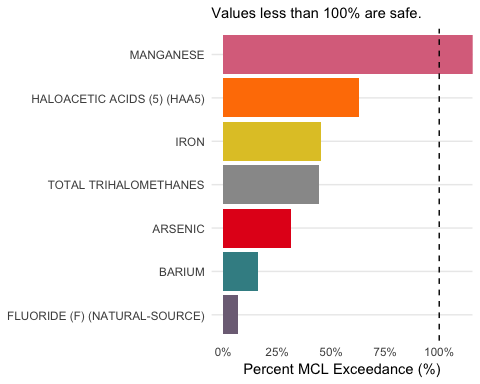 Values less than 100% are safe.
MANGANESE
HALOACETIC ACIDS (5) (HAA5)
IRON
TOTAL TRIHALOMETHANES
ARSENIC
BARIUM
FLUORIDE (F) (NATURAL-SOURCE)
0% 25% 50% 75% 100%
Percent MCL Exceedance (%)